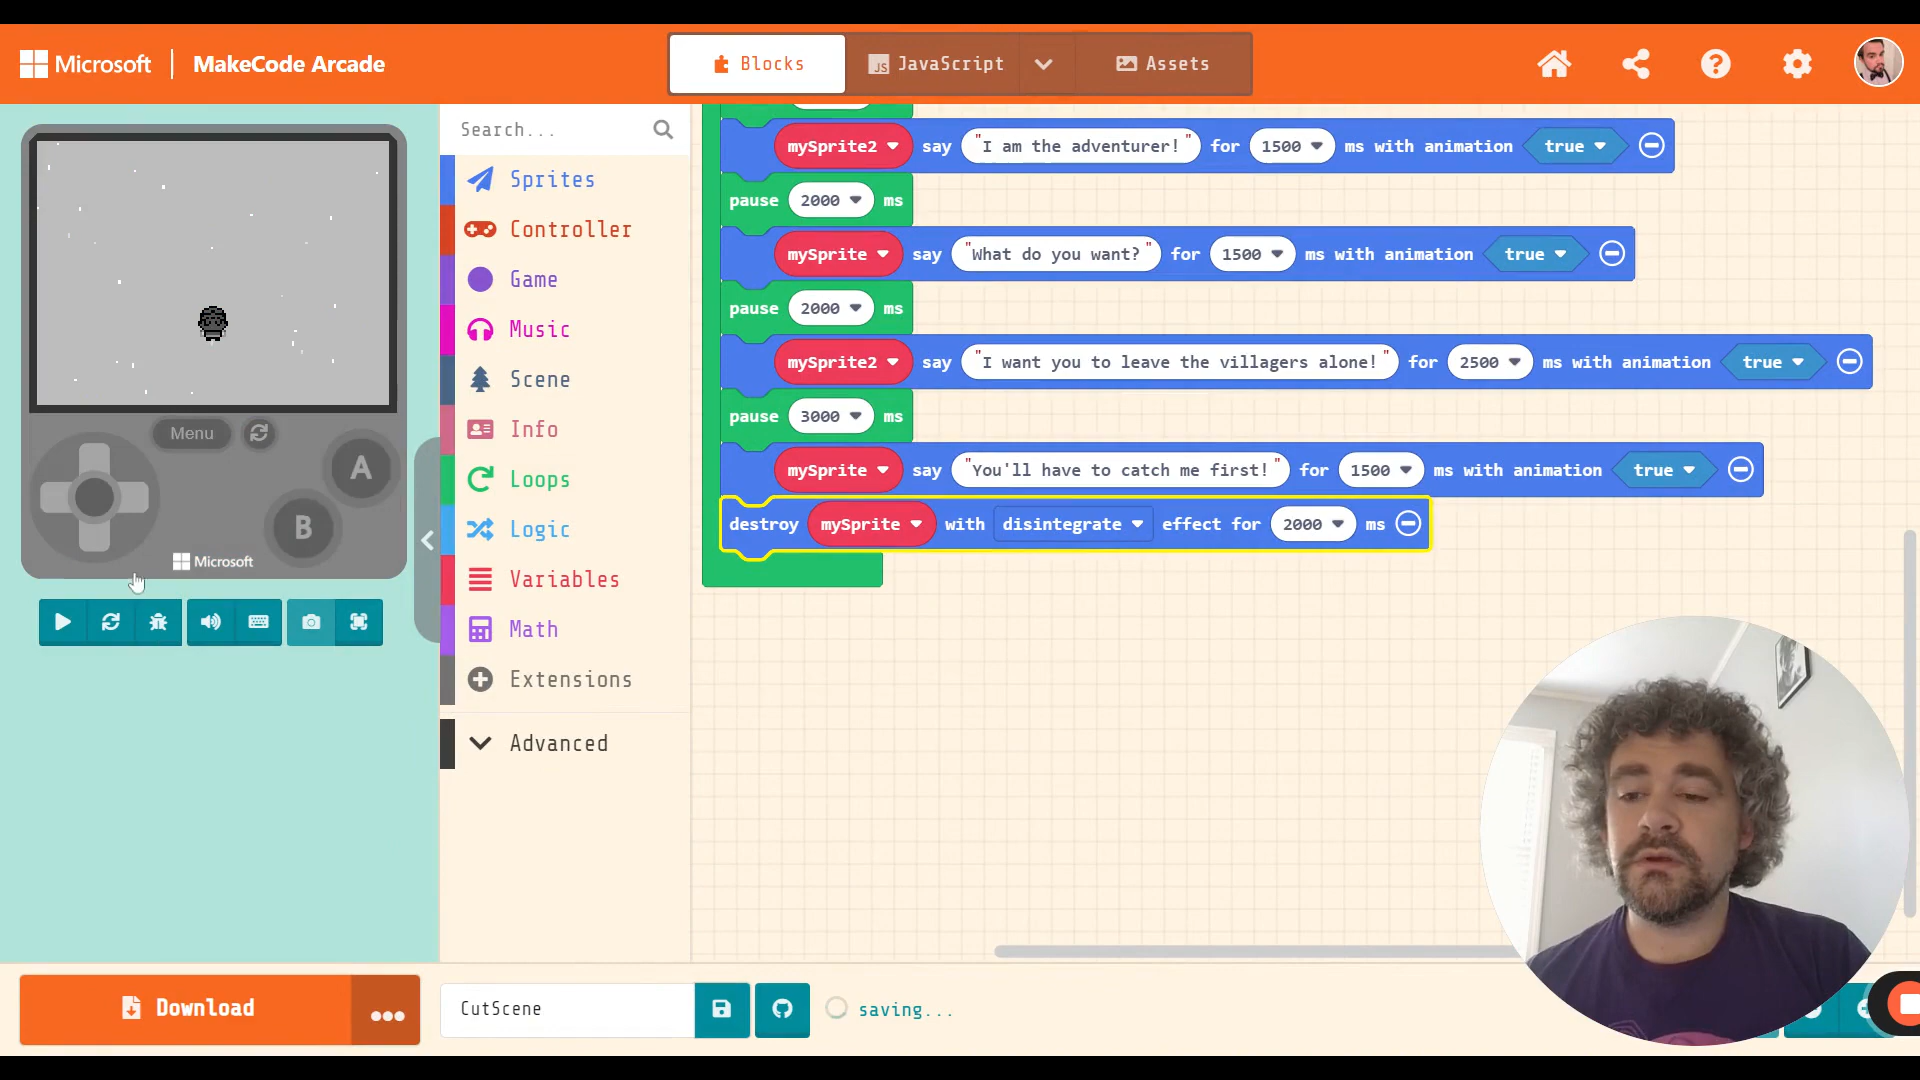 Microsoft | MakeCode Arcade
Blocks
JS JavaScript
Assets
Search...
Sprites
Controller
Game
Music
Scene
Info
Loops
Logic
Variables
Math
Extensions
Advanced
Menu
A
B
Microsoft
mySprite2 say "I am the adventurer!" for 1500 ms with animation true
pause 2000 ms
mySprite say "What do you want?" for 1500 ms with animation true
pause 2000 ms
mySprite2 say "I want you to leave the villagers alone!" for 2500 ms with animation true
pause 3000 ms
mySprite say "You'll have to catch me first!" for 1500 ms with animation true
destroy mySprite with disintegrate effect for 2000 ms
Download
CutScene
saving...